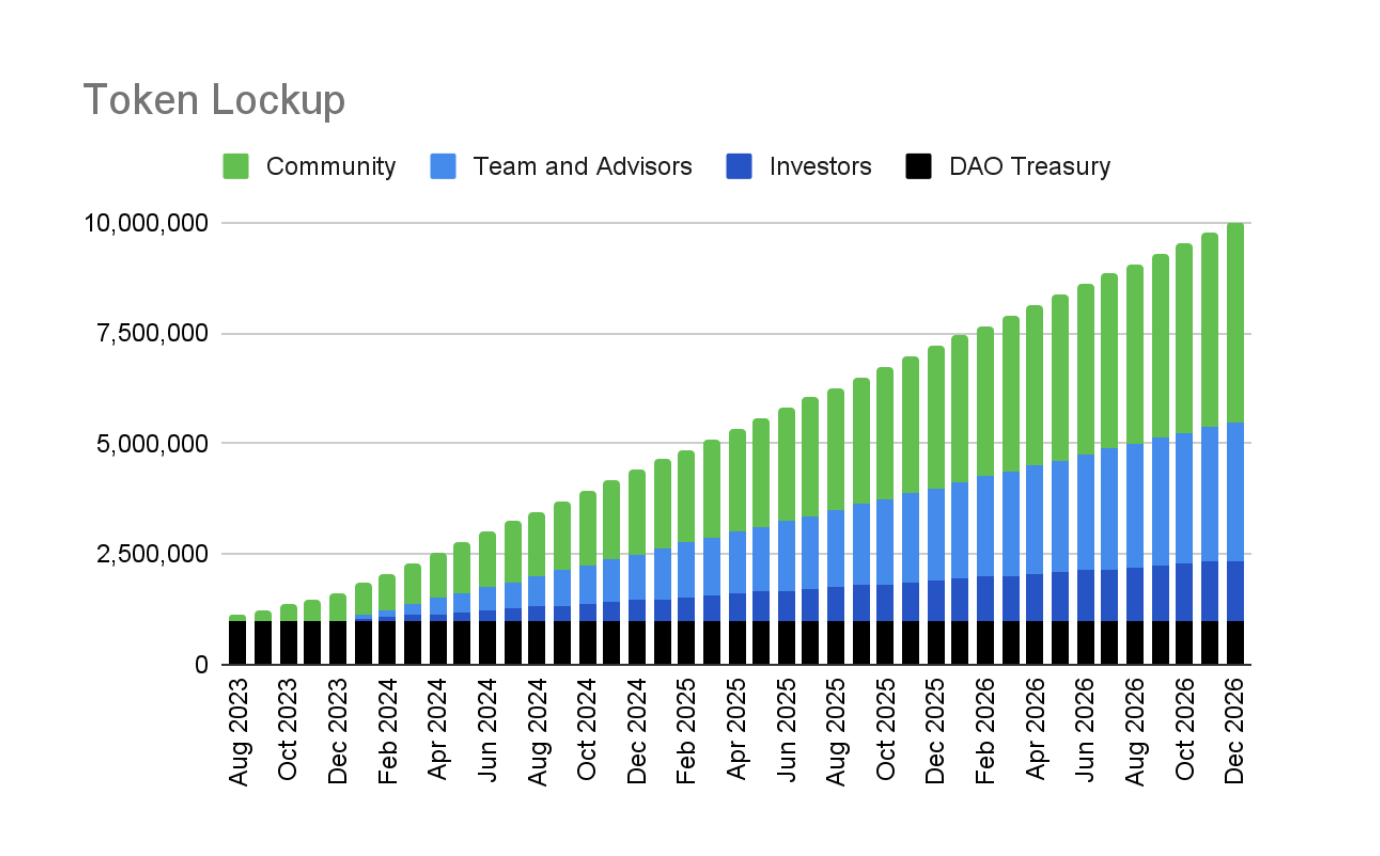 Token Lockup
Community Team and Advisors Investors DAO Treasury
10,000,000
7,500,000
5,000,000
2,500,000
0
Aug 2023
Oct 2023
Dec 2023
Feb 2024
Apr 2024
Jun 2024
Aug 2024
Oct 2024
Dec 2024
Feb 2025
Apr 2025
Jun 2025
Aug 2025
Oct 2025
Dec 2025
Feb 2026
Apr 2026
Jun 2026
Aug 2026
Oct 2026
Dec 2026